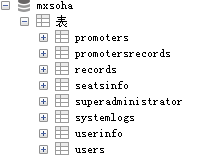 mxsoha
表
promoters
promotersrecords
records
seatsinfo
superadministrator
systemlogs
userinfo
users